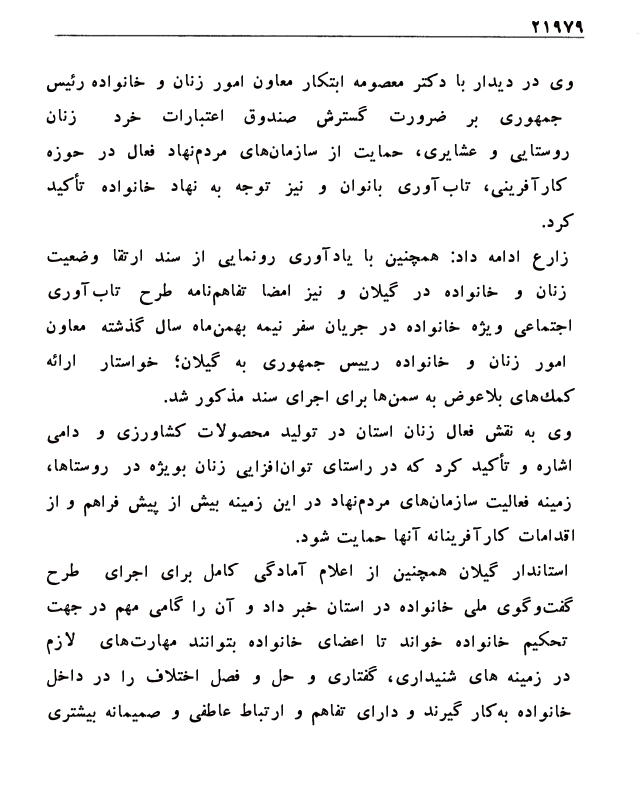 ۲۱۹۷۹
وی در دیدار با دکتر معصومه ابتکار معاون امور زنان و خانواده رئیس
جمهوری بر ضرورت گسترش صندوق اعتبارات خرد زنان
روستایی و عشایری، حمایت از سازمان‌های مردم‌نهاد فعال در حوزه
کارآفرینی، تاب‌آوری بانوان و نیز توجه به نهاد خانواده تأکید
کرد.
زارع ادامه داد: همچنین با یادآوری رونمایی از سند ارتقا وضعیت
زنان و خانواده در گیلان و نیز امضا تفاهم‌نامه طرح تاب‌آوری
اجتماعی ویژه خانواده در جریان سفر نیمه بهمن‌ماه سال گذشته معاون
امور زنان و خانواده رییس جمهوری به گیلان؛ خواستار ارائه
کمك‌های بلاعوض به سمن‌ها برای اجرای سند مذکور شد.
وی به نقش فعال زنان استان در تولید محصولات کشاورزی و دامی
اشاره و تأکید کرد که در راستای توان‌افزایی زنان بویژه در روستاها،
زمینه فعالیت سازمان‌های مردم‌نهاد در این زمینه بیش از پیش فراهم و از
اقدامات کارآفرینانه آنها حمایت شود.
استاندار گیلان همچنین از اعلام آمادگی کامل برای اجرای طرح
گفت‌وگوی ملی خانواده در استان خبر داد و آن را گامی مهم در جهت
تحکیم خانواده خواند تا اعضای خانواده بتوانند مهارت‌های لازم
در زمینه های شنیداری، گفتاری و حل و فصل اختلاف را در داخل
خانواده به‌کار گیرند و دارای تفاهم و ارتباط عاطفی و صمیمانه بیشتری